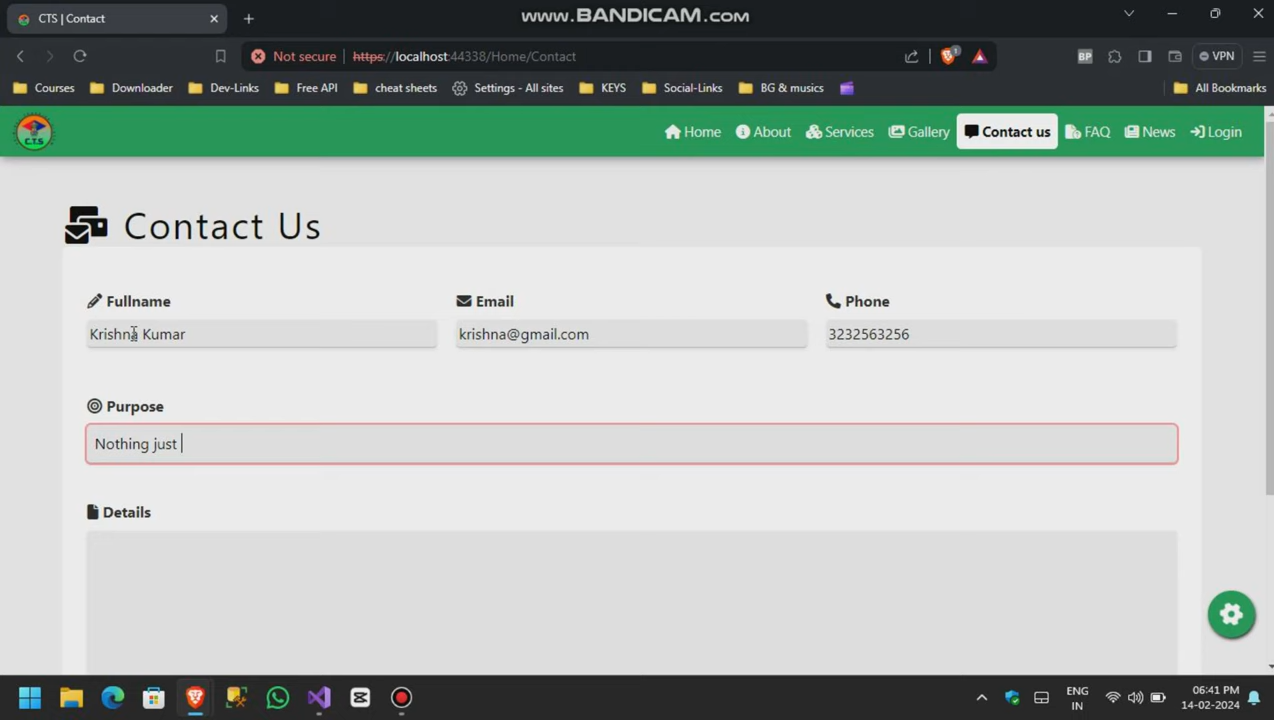 www.BANDICAM.com
CTS | Contact
Not secure https://localhost:44338/Home/Contact
BP
1
VPN
Courses Downloader Dev-Links Free API cheat sheets Settings - All sites KEYS Social-Links BG & musics All Bookmarks
C.T.S
Home About Services Gallery Contact us FAQ News Login
Contact Us
Fullname Email Phone
Krishna Kumar krishna@gmail.com 3232563256
Purpose
Nothing just
Details
ENG
IN
06:41 PM
14-02-2024